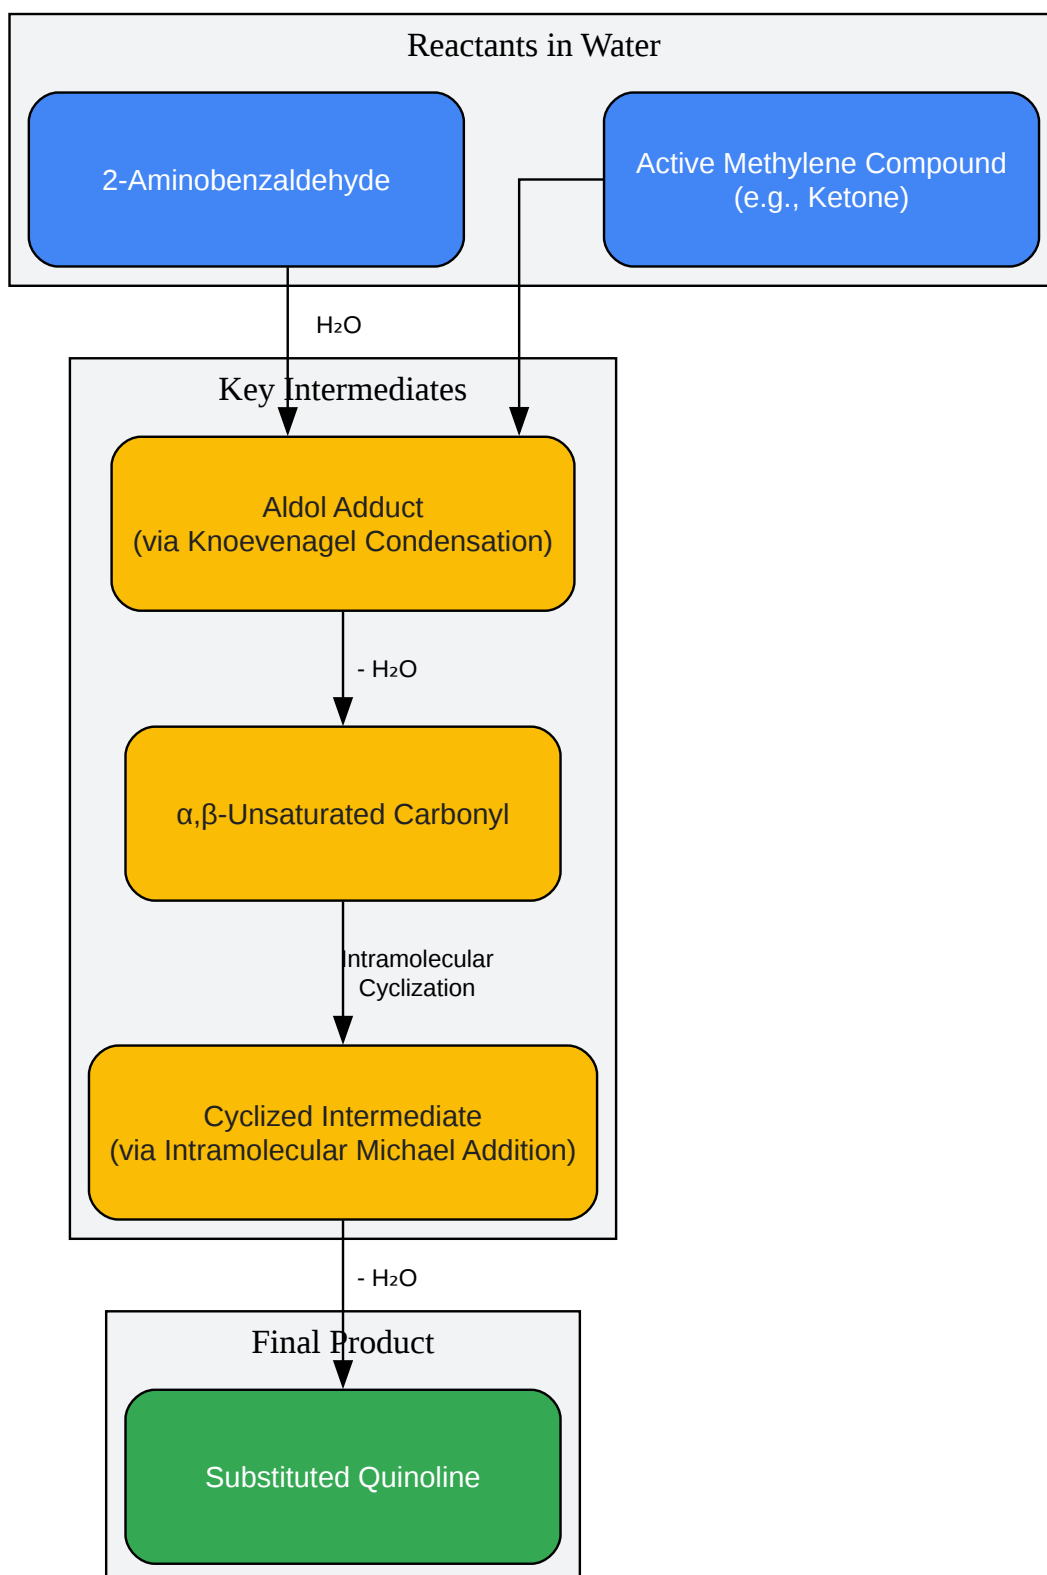 Reactants in Water
2-Aminobenzaldehyde
Active Methylene Compound
(e.g., Ketone)
H₂O
Key Intermediates
Aldol Adduct
(via Knoevenagel Condensation)
- H₂O
α,β-Unsaturated Carbonyl
Intramolecular
Cyclization
Cyclized Intermediate
(via Intramolecular Michael Addition)
- H₂O
Final Product
Substituted Quinoline